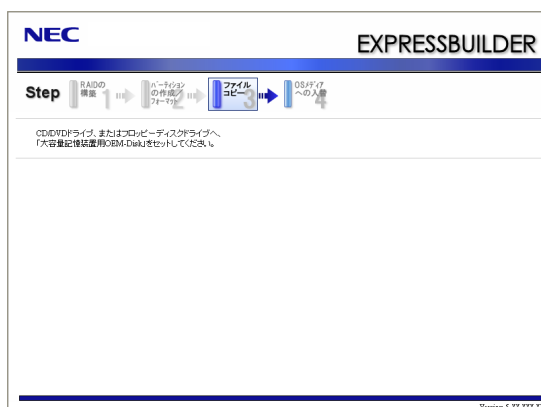 NEC
EXPRESSBUILDER
Step
RAIDの
構築 1
パーティション
の作成/
フォーマット 2
ファイル
コピー 3
OSメディア
への入替 4
CD/DVDドライブ、またはフロッピーディスクドライブへ、
「大容量記憶装置用OEM-Disk」をセットしてください。
Version